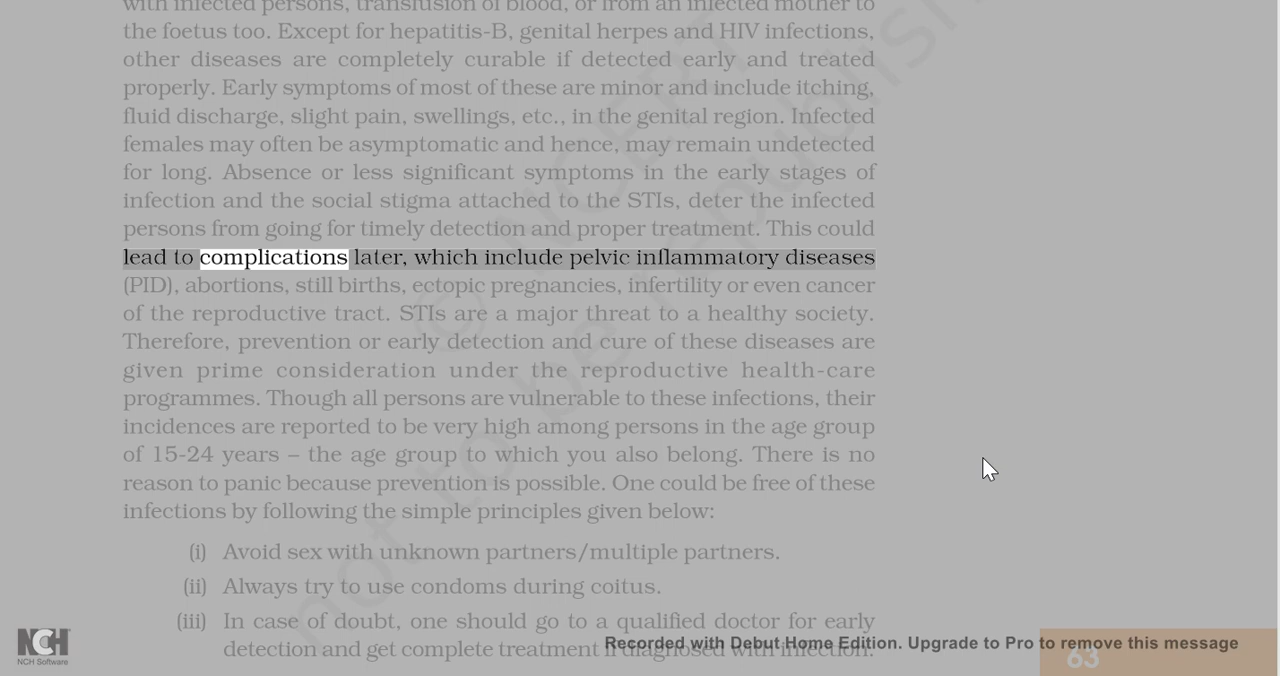 with infected persons, transfusion of blood, or from an infected mother to
the foetus too. Except for hepatitis-B, genital herpes and HIV infections,
other diseases are completely curable if detected early and treated
properly. Early symptoms of most of these are minor and include itching,
fluid discharge, slight pain, swellings, etc., in the genital region. Infected
females may often be asymptomatic and hence, may remain undetected
for long. Absence or less significant symptoms in the early stages of
infection and the social stigma attached to the STIs, deter the infected
persons from going for timely detection and proper treatment. This could
lead to complications later, which include pelvic inflammatory diseases
(PID), abortions, still births, ectopic pregnancies, infertility or even cancer
of the reproductive tract. STIs are a major threat to a healthy society.
Therefore, prevention or early detection and cure of these diseases are
given prime consideration under the reproductive health-care
programmes. Though all persons are vulnerable to these infections, their
incidences are reported to be very high among persons in the age group
of 15-24 years – the age group to which you also belong. There is no
reason to panic because prevention is possible. One could be free of these
infections by following the simple principles given below:
(i) Avoid sex with unknown partners/multiple partners.
(ii) Always try to use condoms during coitus.
(iii) In case of doubt, one should go to a qualified doctor for early
detection and get complete treatment if diagnosed with infection.
© NCERT
not to be republish
NCH
NCH Software
Recorded with Debut Home Edition. Upgrade to Pro to remove this message
63